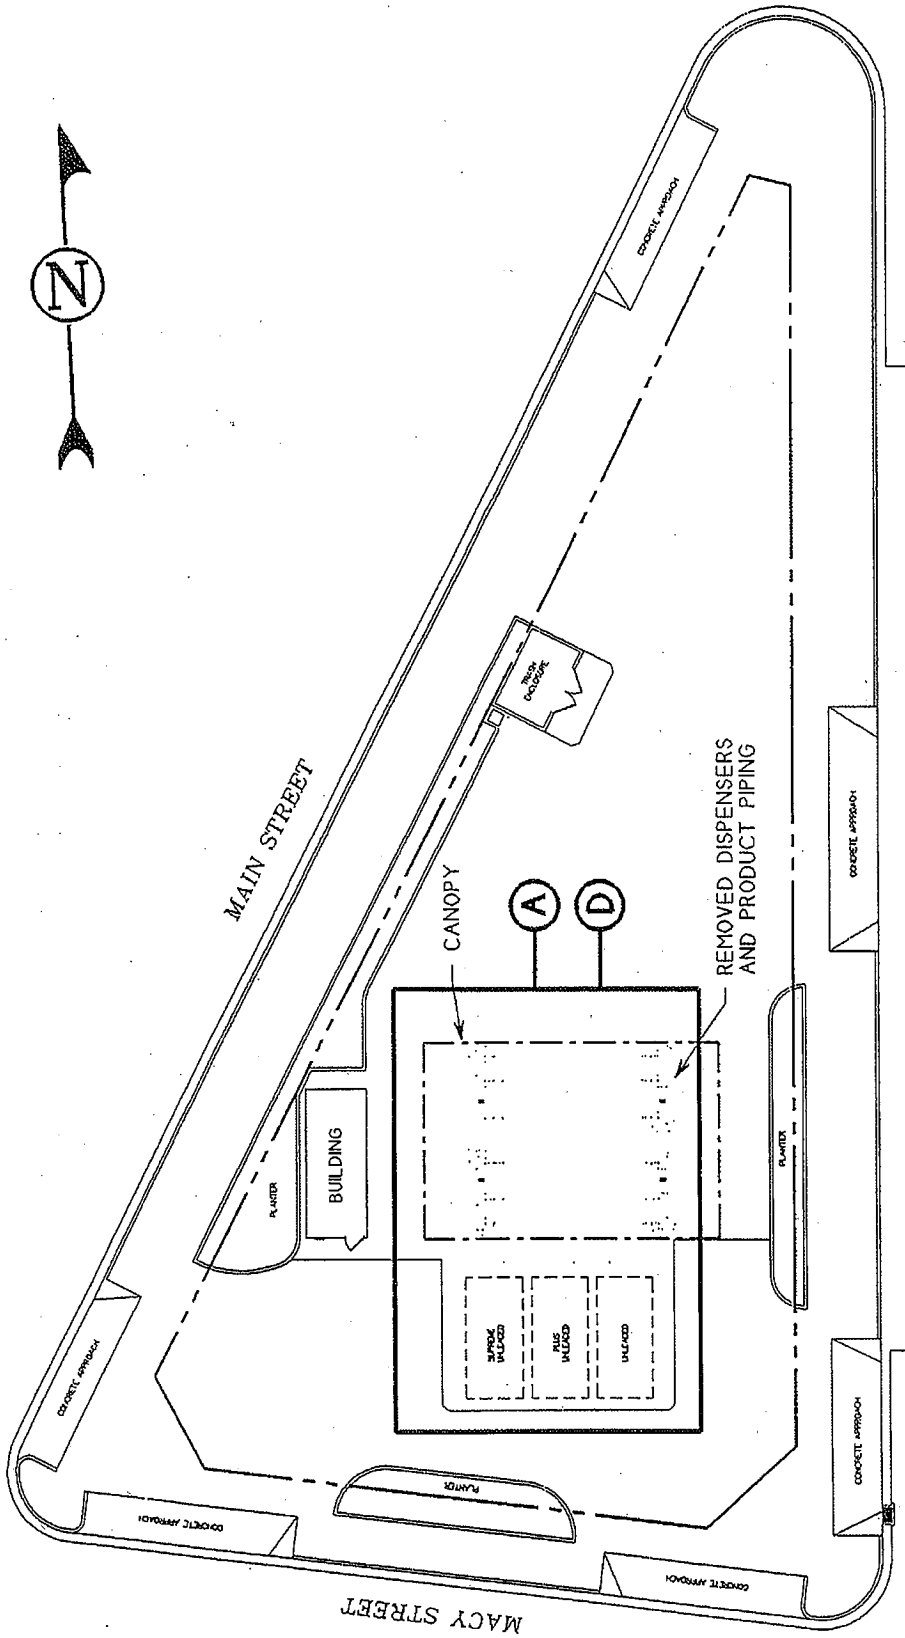 N
CONCRETE APPROACH
TRASH
ENCLOSURE
MAIN STREET
CANOPY
A
D
REMOVED DISPENSERS
AND PRODUCT PIPING
CONCRETE APPROACH
BUILDING
PLANTER
PLANTER
SUPREME
UNLEADED
PLUS
UNLEADED
UNLEADED
CONCRETE APPROACH
CONCRETE APPROACH
PLANTER
CONCRETE APPROACH
CONCRETE APPROACH
MACY STREET